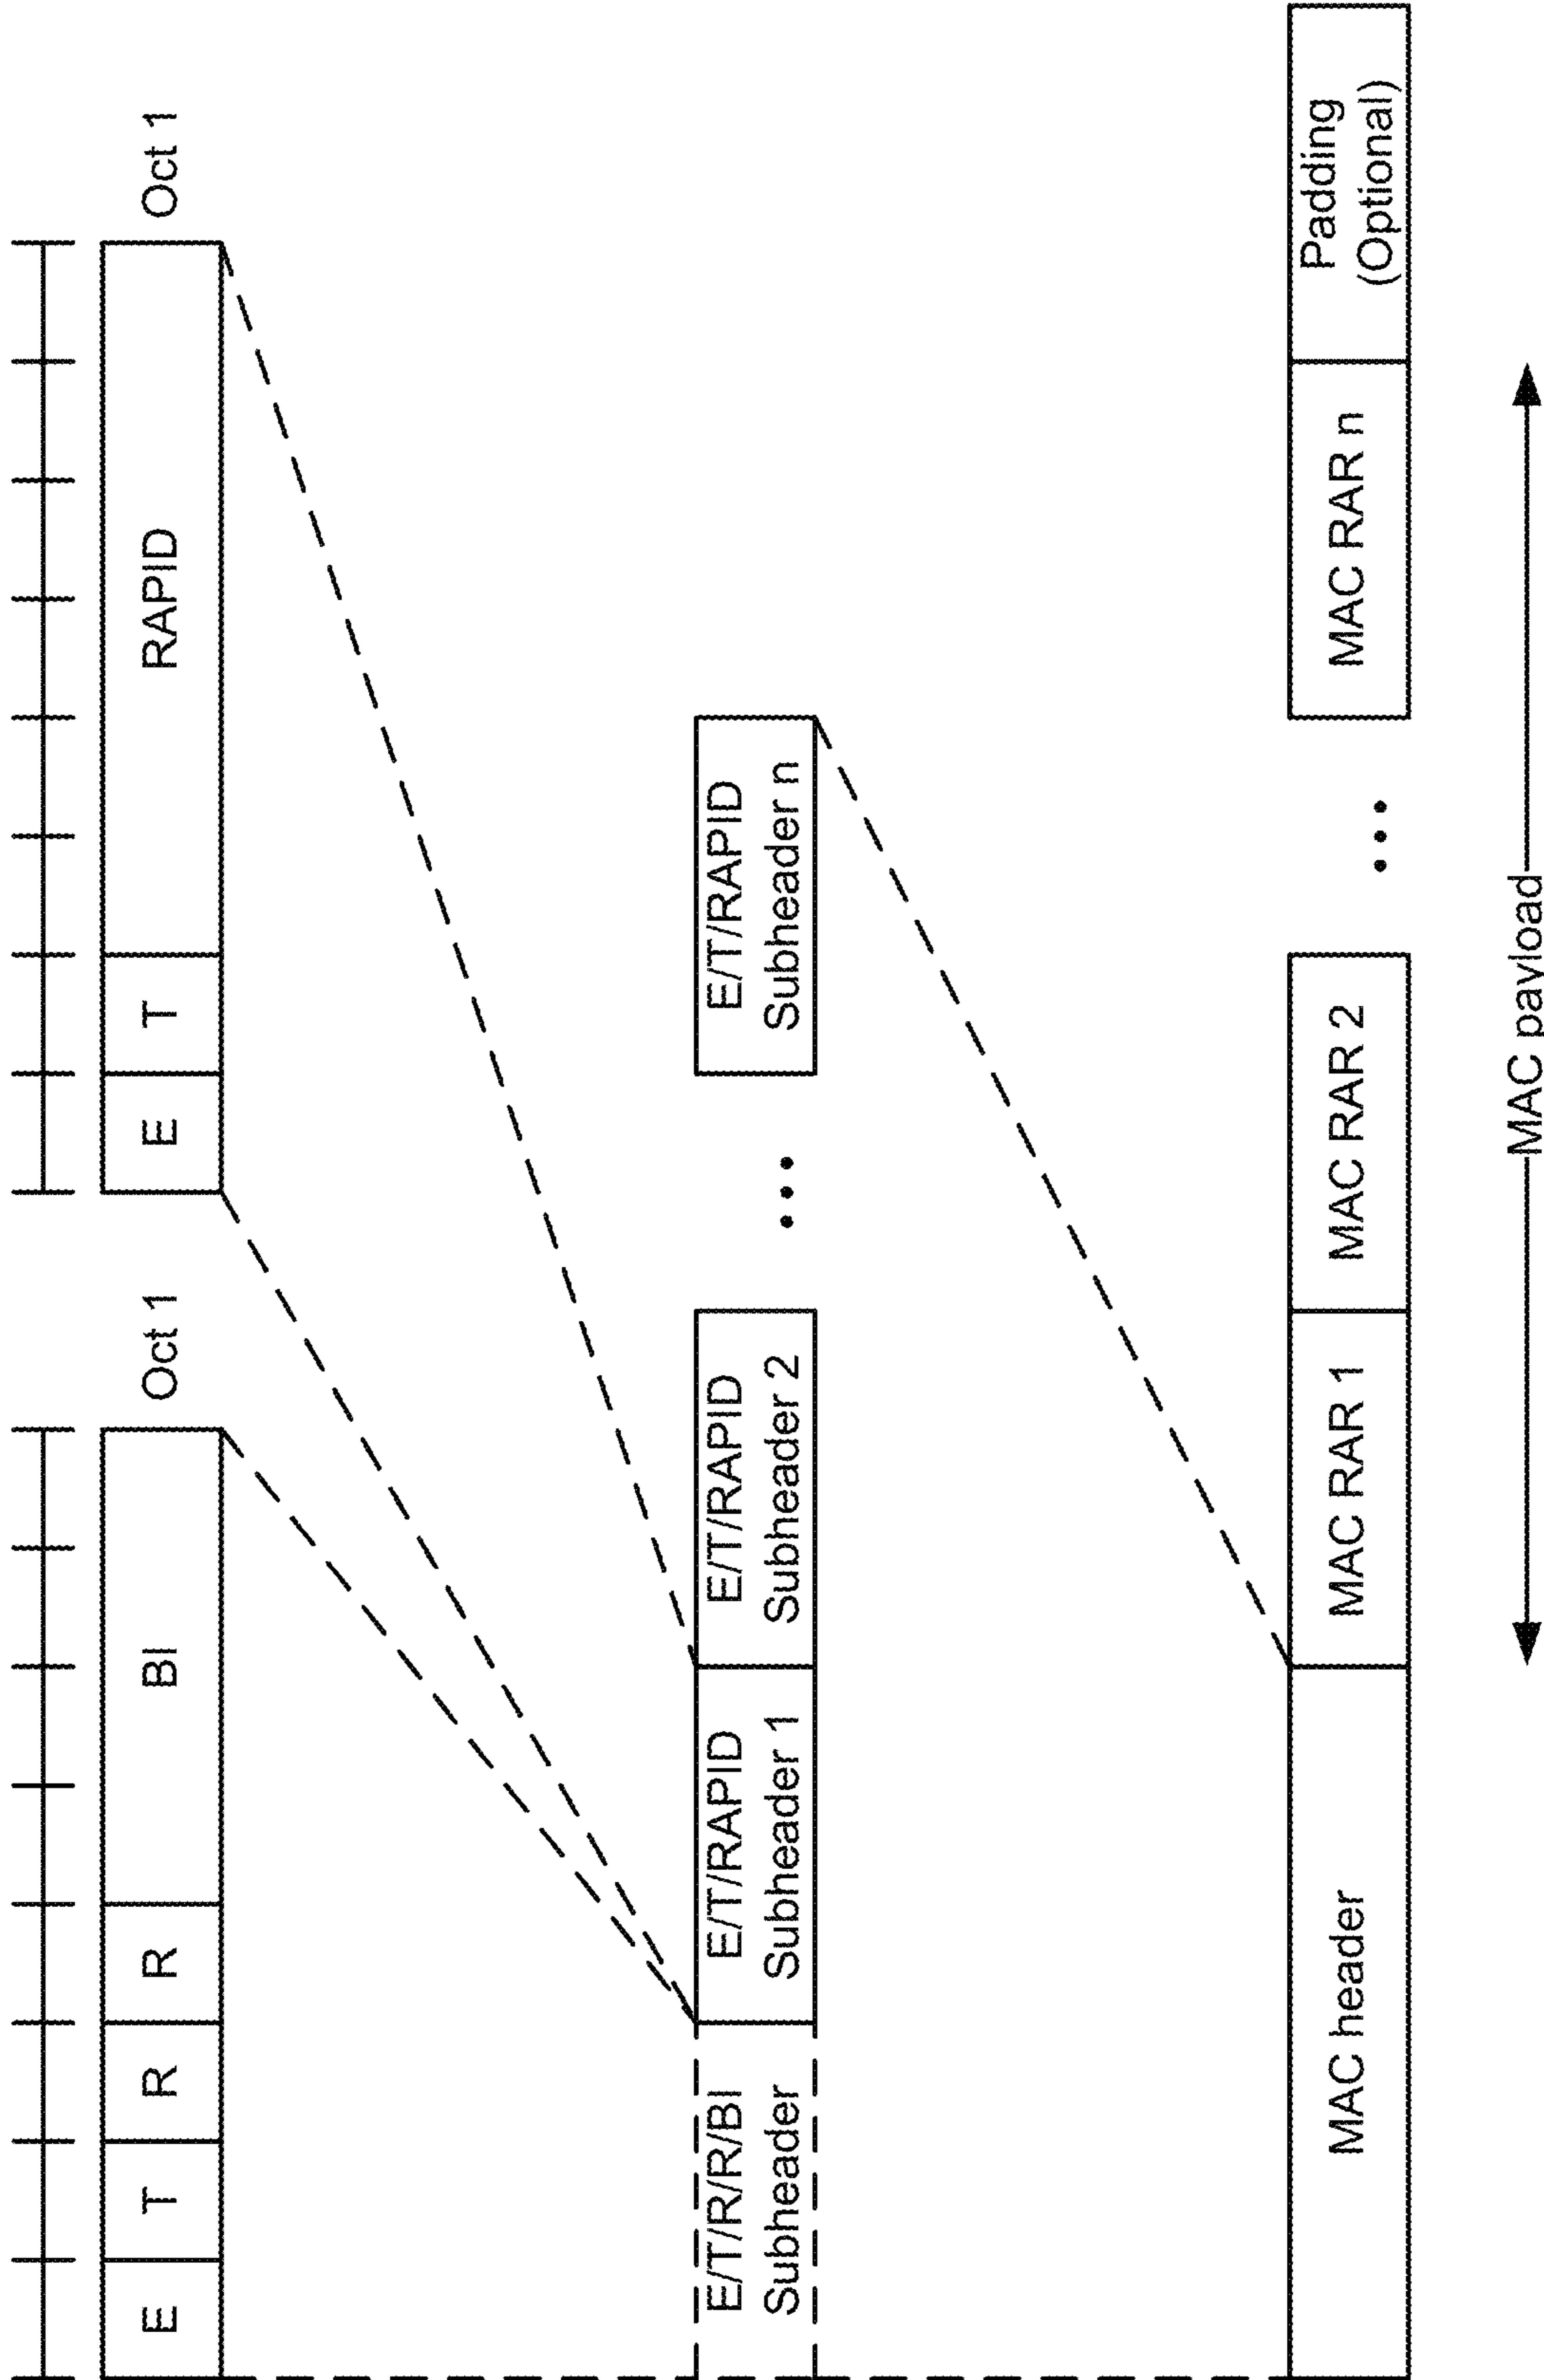 E T R R BI Oct 1
E T RAPID Oct 1
E/T/R/R/BI
Subheader
E/T/RAPID
Subheader 1
E/T/RAPID
Subheader 2
...
E/T/RAPID
Subheader n
MAC header
MAC RAR 1
MAC RAR 2
...
MAC RAR n
Padding
(Optional)
MAC payload